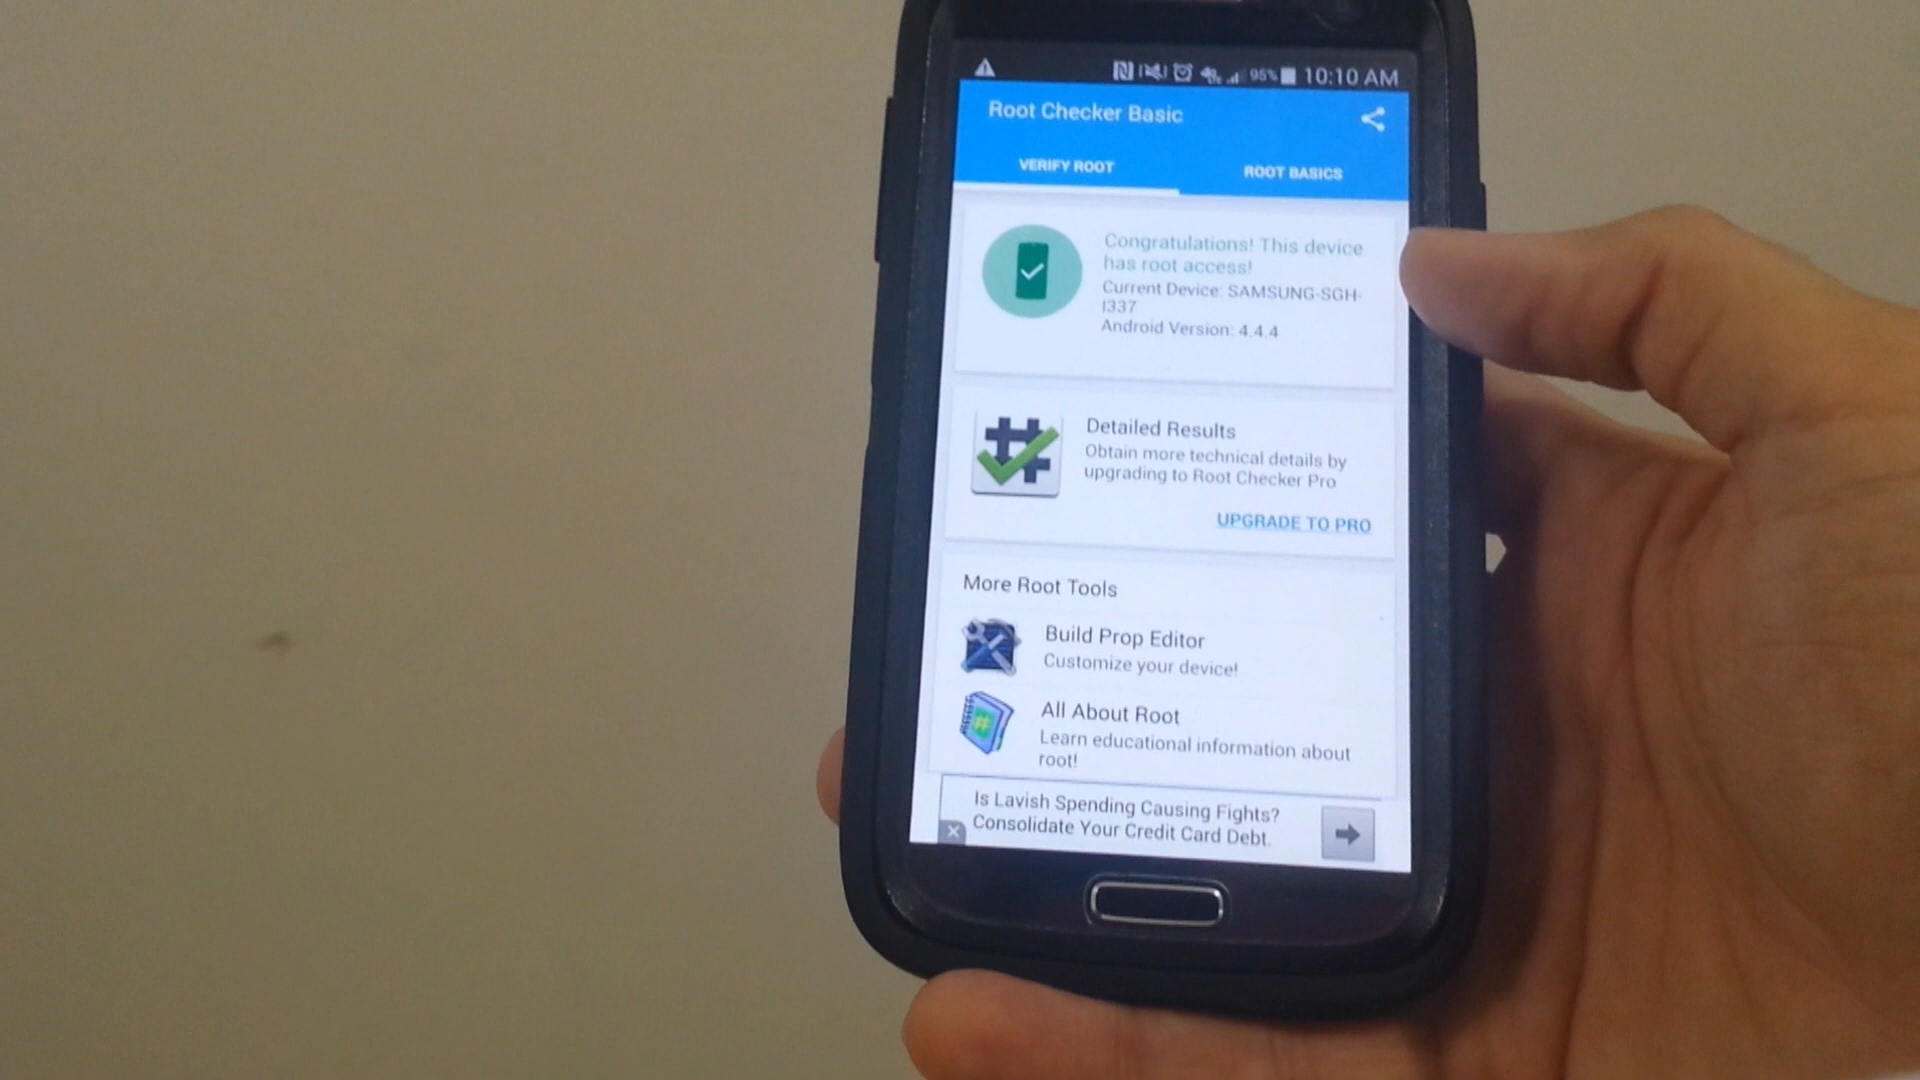 95% 10:10 AM
Root Checker Basic
VERIFY ROOT
ROOT BASICS
Congratulations! This device
has root access!
Current Device: SAMSUNG-SGH-
I337
Android Version: 4.4.4
Detailed Results
Obtain more technical details by
upgrading to Root Checker Pro
UPGRADE TO PRO
More Root Tools
Build Prop Editor
Customize your device!
All About Root
Learn educational information about
root!
Is Lavish Spending Causing Fights?
Consolidate Your Credit Card Debt.